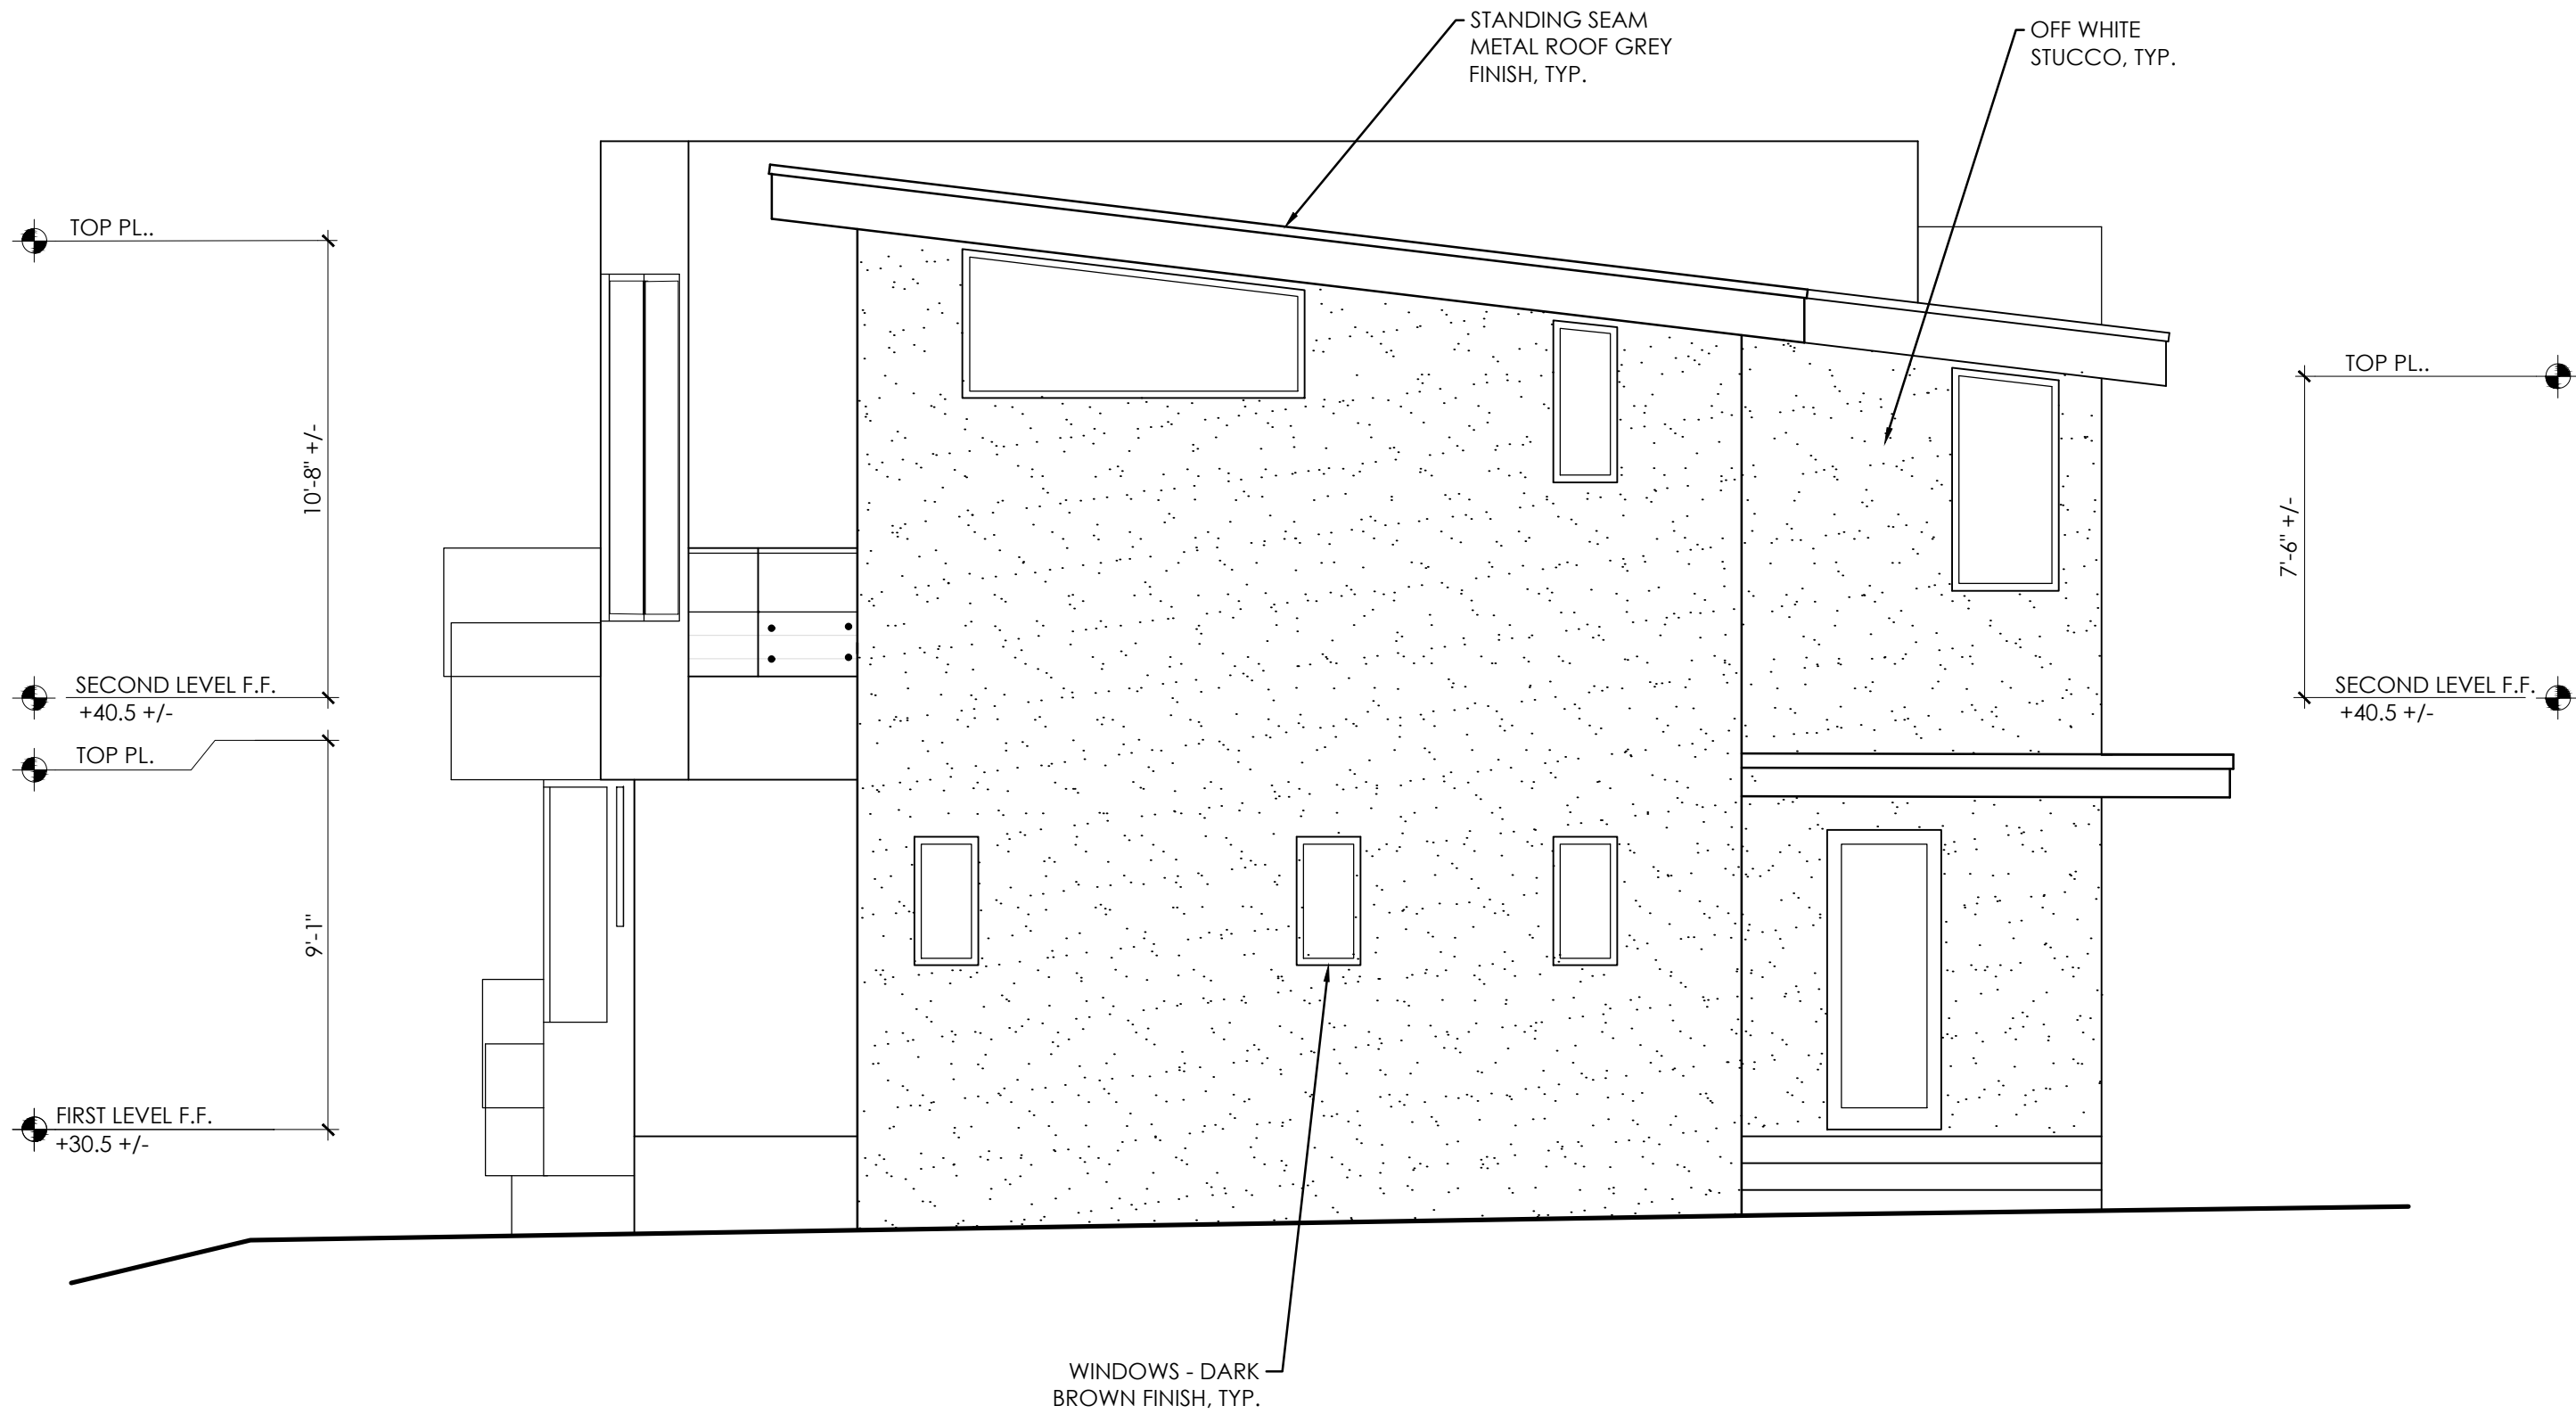 STANDING SEAM
METAL ROOF GREY
FINISH, TYP.
OFF WHITE
STUCCO, TYP.
TOP PL..
10'-8" +/-
SECOND LEVEL F.F.
+40.5 +/-
TOP PL.
9'-1"
FIRST LEVEL F.F.
+30.5 +/-
TOP PL..
7'-6" +/-
SECOND LEVEL F.F.
+40.5 +/-
WINDOWS - DARK
BROWN FINISH, TYP.